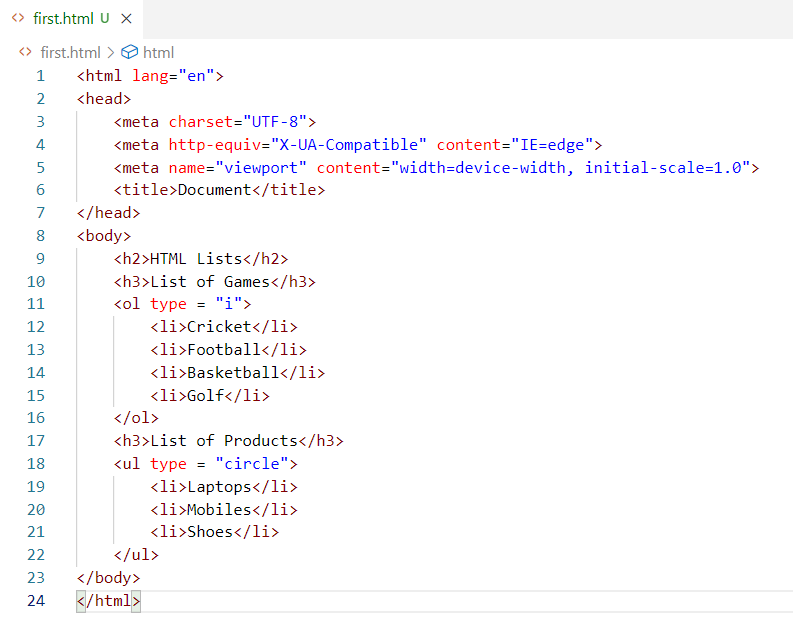 first.html U
first.html > html
1 <html lang="en">
2 <head>
3     <meta charset="UTF-8">
4     <meta http-equiv="X-UA-Compatible" content="IE=edge">
5     <meta name="viewport" content="width=device-width, initial-scale=1.0">
6     <title>Document</title>
7 </head>
8 <body>
9     <h2>HTML Lists</h2>
10     <h3>List of Games</h3>
11     <ol type = "i">
12         <li>Cricket</li>
13         <li>Football</li>
14         <li>Basketball</li>
15         <li>Golf</li>
16     </ol>
17     <h3>List of Products</h3>
18     <ul type = "circle">
19         <li>Laptops</li>
20         <li>Mobiles</li>
21         <li>Shoes</li>
22     </ul>
23 </body>
24 </html>